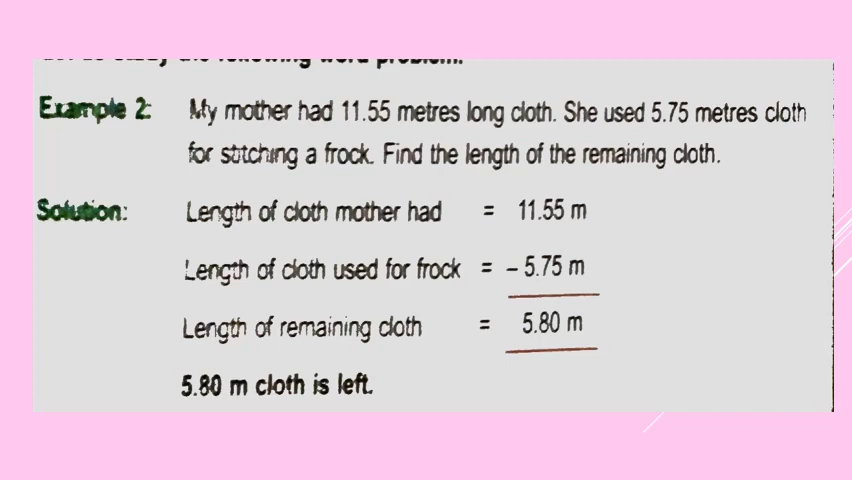 Example 2: My mother had 11.55 metres long cloth. She used 5.75 metres cloth
for stitching a frock. Find the length of the remaining cloth.
Solution: Length of cloth mother had = 11.55 m
Length of cloth used for frock = – 5.75 m
Length of remaining cloth = 5.80 m
5.80 m cloth is left.